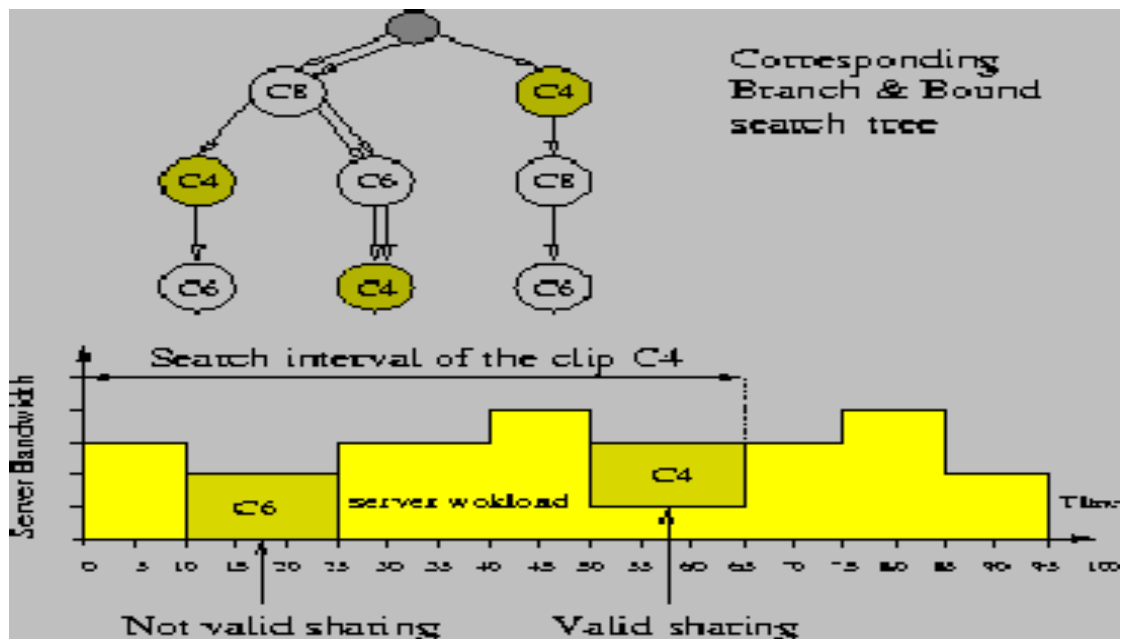 Corresponding
Branch & Bound
search tree
C8
C4
C4
C6
C8
C6
C4
C6
Search interval of the clip C4
Server Bandwidth
C6
server wokload
C4
Time
0 5 10 15 20 25 30 35 40 45 50 55 60 65 70 75 80 85 90 95 100
Not valid sharing
Valid sharing